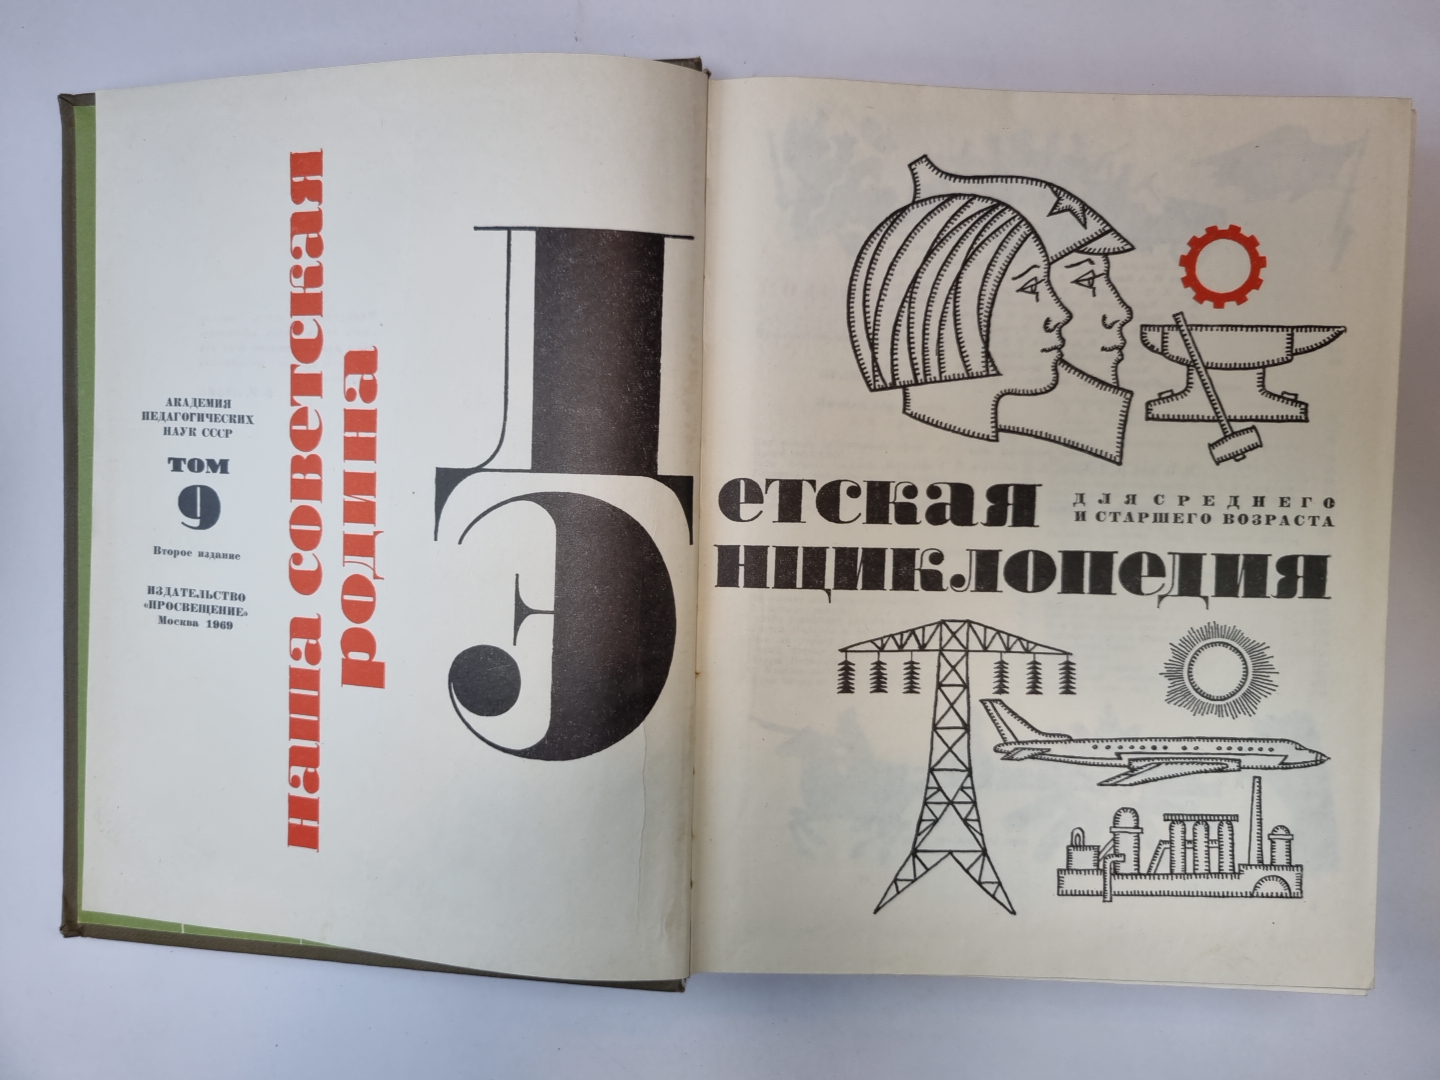 АКАДЕМИЯ
ПЕДАГОГИЧЕСКИХ
НАУК СССР
ТОМ
9
Второе издание
ИЗДАТЕЛЬСТВО
«ПРОСВЕЩЕНИЕ»
Москва 1969
наша советская
родина
Детская
Энциклопедия
ДЛЯ СРЕДНЕГО
И СТАРШЕГО ВОЗРАСТА